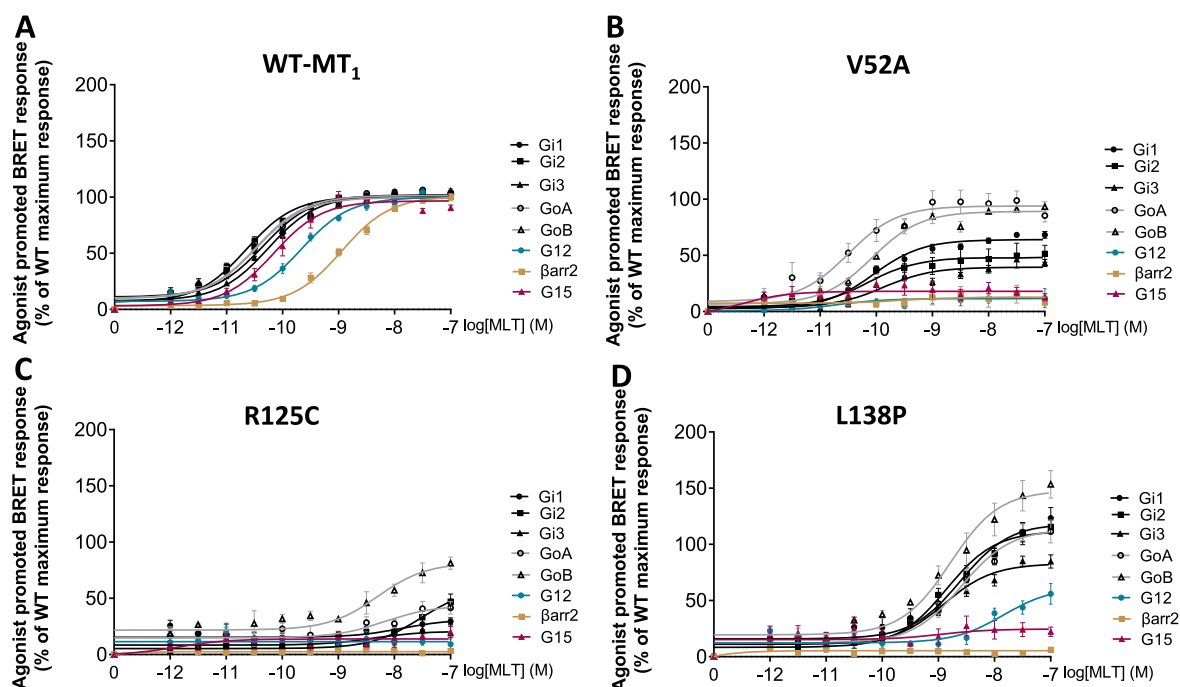 A
WT-MT1
Agonist promoted BRET response
(% of WT maximum response)
200
150
100
50
0
0 -12 -11 -10 -9 -8 -7
log[MLT] (M)
Gi1
Gi2
Gi3
GoA
GoB
G12
βarr2
G15
B
V52A
Agonist promoted BRET response
(% of WT maximum response)
200
150
100
50
0
0 -12 -11 -10 -9 -8 -7
log[MLT] (M)
Gi1
Gi2
Gi3
GoA
GoB
G12
βarr2
G15
C
R125C
Agonist promoted BRET response
(% of WT maximum response)
200
150
100
50
0
0 -12 -11 -10 -9 -8 -7
log[MLT] (M)
Gi1
Gi2
Gi3
GoA
GoB
G12
βarr2
G15
D
L138P
Agonist promoted BRET response
(% of WT maximum response)
200
150
100
50
0
0 -12 -11 -10 -9 -8 -7
log[MLT] (M)
Gi1
Gi2
Gi3
GoA
GoB
G12
βarr2
G15